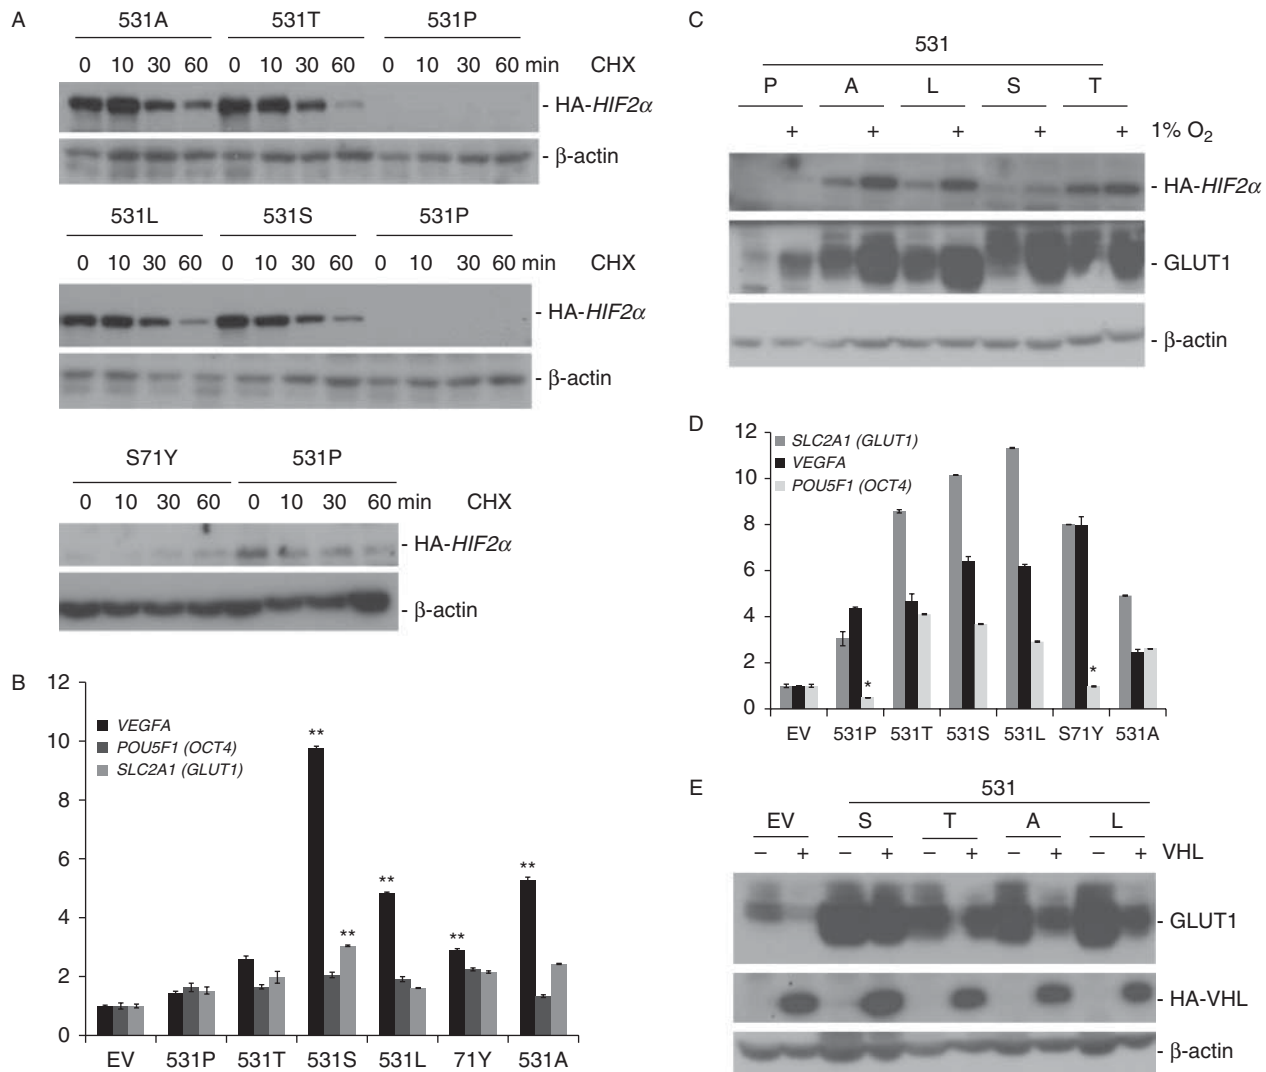 A
531A 531T 531P
0 10 30 60 0 10 30 60 0 10 30 60 min CHX
- HA-HIF2α
- β-actin
531L 531S 531P
0 10 30 60 0 10 30 60 0 10 30 60 min CHX
- HA-HIF2α
- β-actin
S71Y 531P
0 10 30 60 0 10 30 60 min CHX
- HA-HIF2α
- β-actin
B
12
10
8
6
4
2
0
VEGFA
POU5F1 (OCT4)
SLC2A1 (GLUT1)
**
**
**
**
**
EV 531P 531T 531S 531L 71Y 531A
C
531
P A L S T
+ + + + + 1% O2
- HA-HIF2α
- GLUT1
- β-actin
D
12
10
8
6
4
2
0
SLC2A1 (GLUT1)
VEGFA
POU5F1 (OCT4)
*
*
EV 531P 531T 531S 531L S71Y 531A
E
531
EV S T A L
– + – + – + – + – + VHL
- GLUT1
- HA-VHL
- β-actin